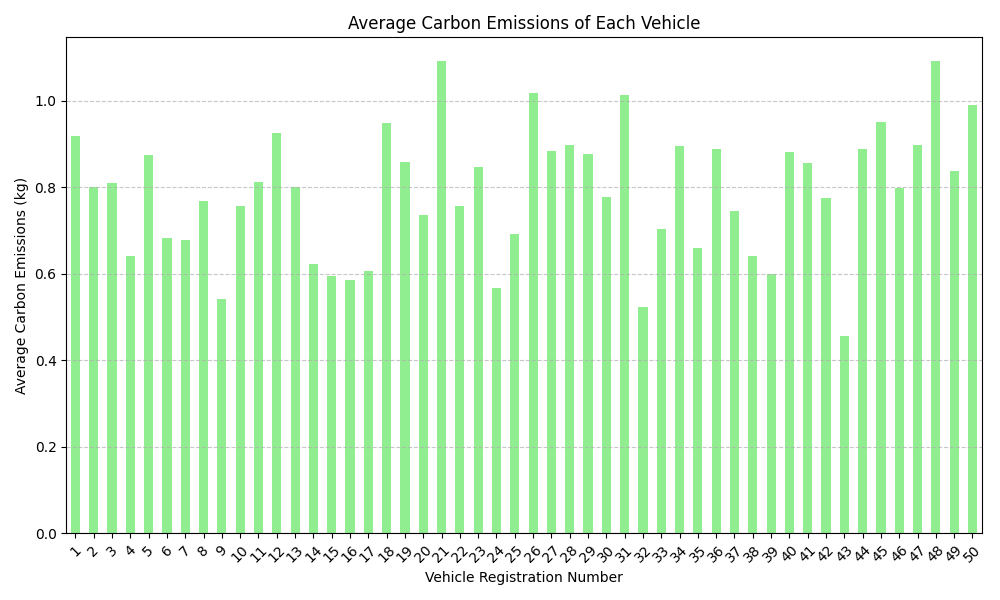 Average Carbon Emissions of Each Vehicle
Average Carbon Emissions (kg)
1.0
0.8
0.6
0.4
0.2
0.0
1 2 3 4 5 6 7 8 9 10 11 12 13 14 15 16 17 18 19 20 21 22 23 24 25 26 27 28 29 30 31 32 33 34 35 36 37 38 39 40 41 42 43 44 45 46 47 48 49 50
Vehicle Registration Number